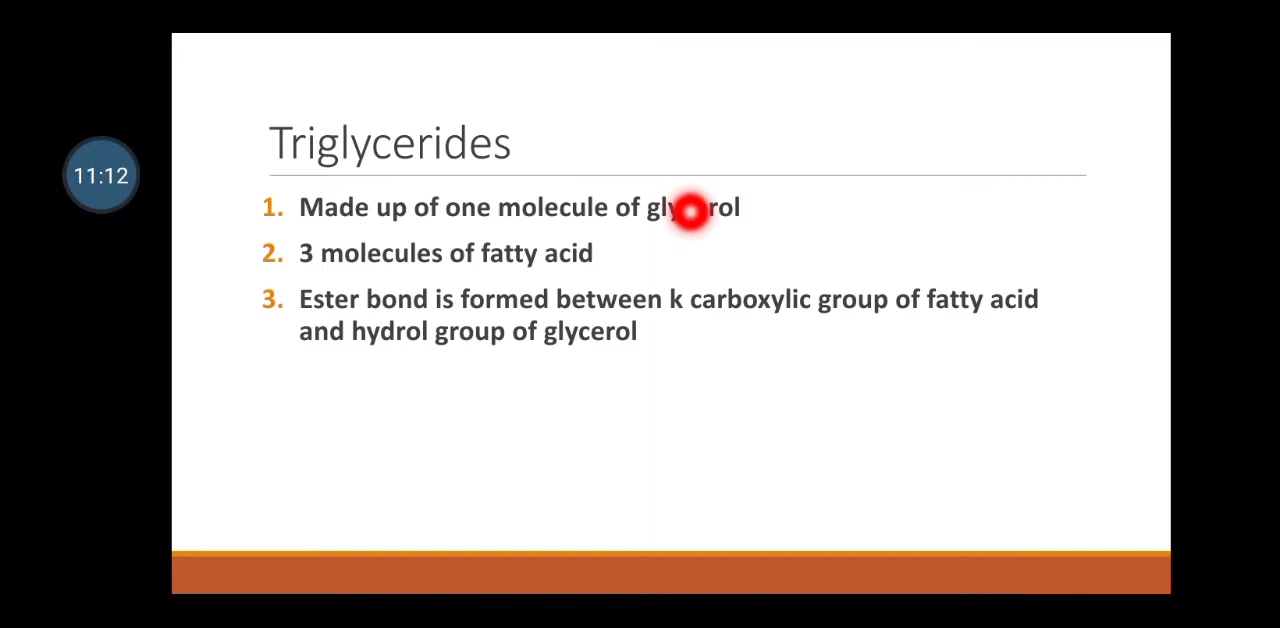 11:12
Triglycerides
1. Made up of one molecule of glycerol
2. 3 molecules of fatty acid
3. Ester bond is formed between k carboxylic group of fatty acid
and hydrol group of glycerol